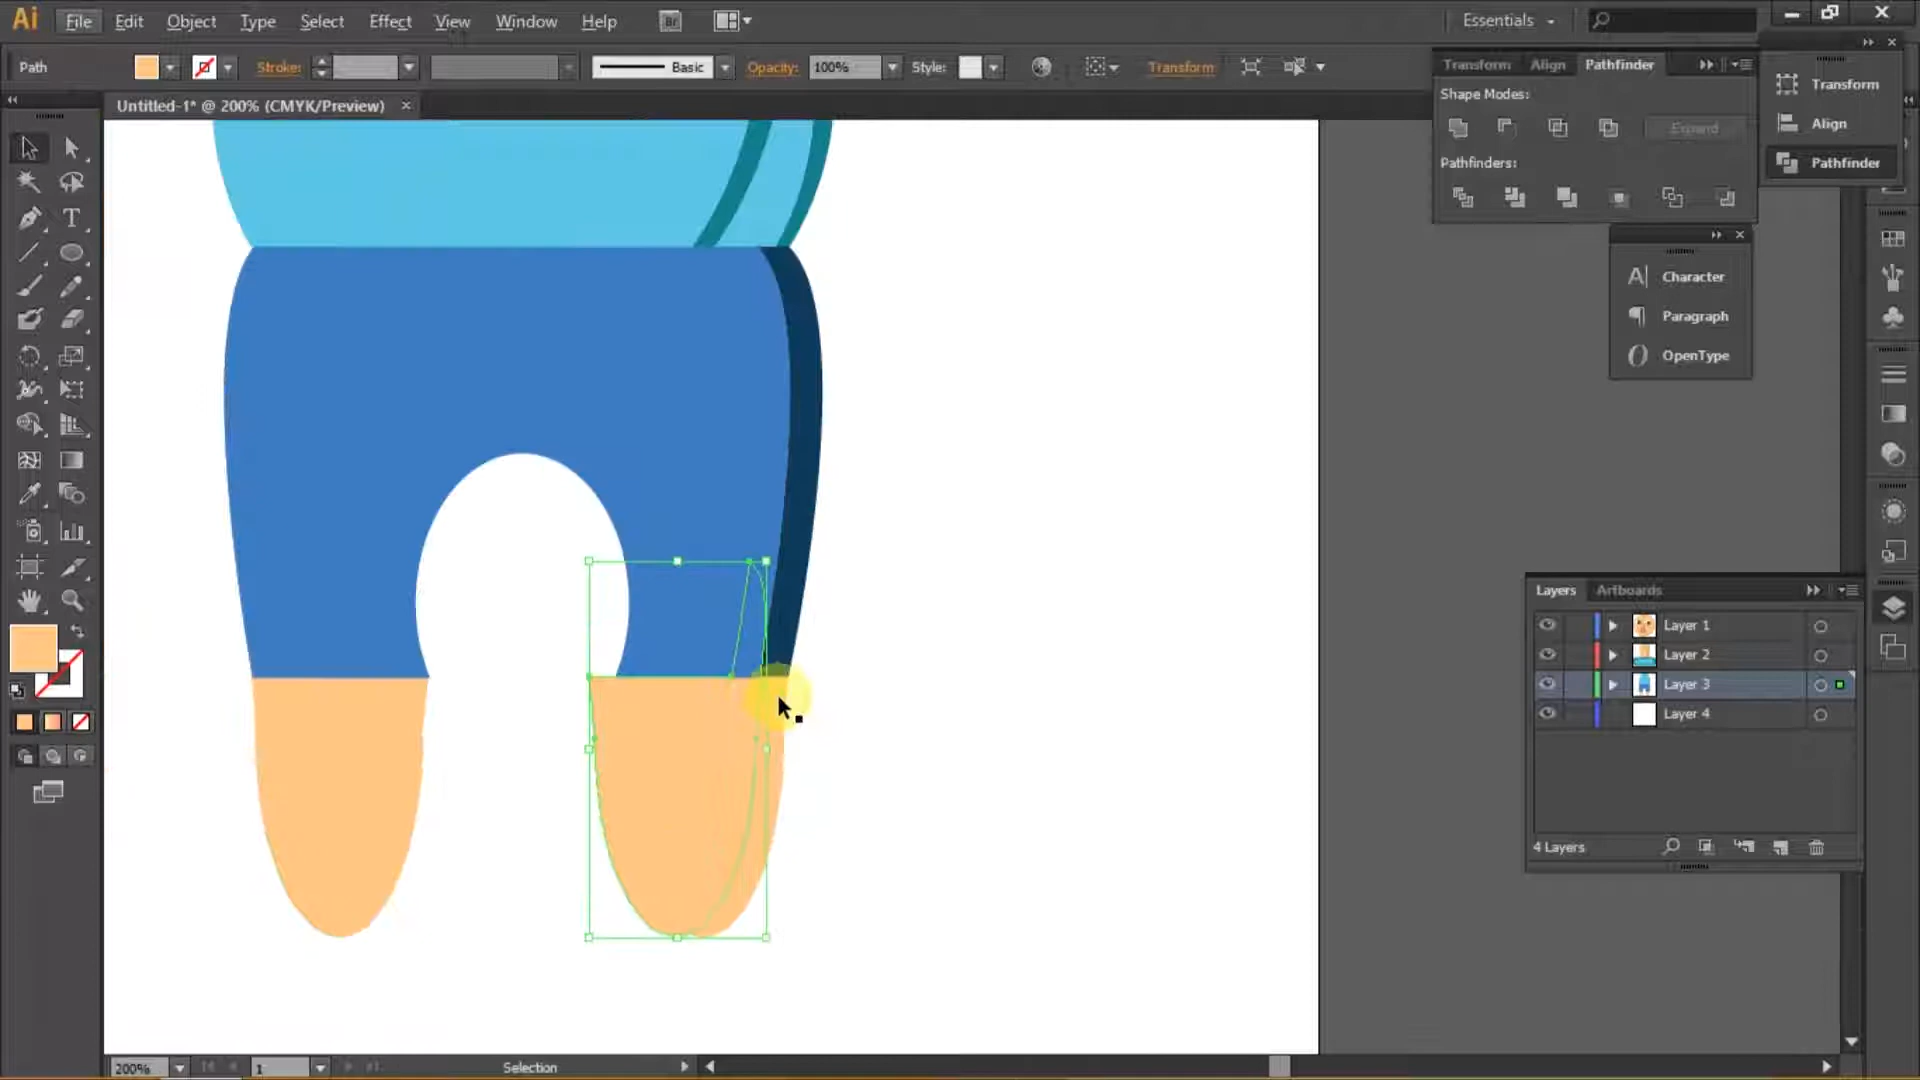 Ai File Edit Object Type Select Effect View Window Help Br Essentials
Path Stroke: Basic Opacity: 100% Style: Transform
Untitled-1* @ 200% (CMYK/Preview) ×
Transform Align Pathfinder
Shape Modes:
Expand
Pathfinders:
Transform
Align
Pathfinder
Character
Paragraph
OpenType
Layers Artboards
Layer 1
Layer 2
Layer 3
Layer 4
4 Layers
200% 1 Selection